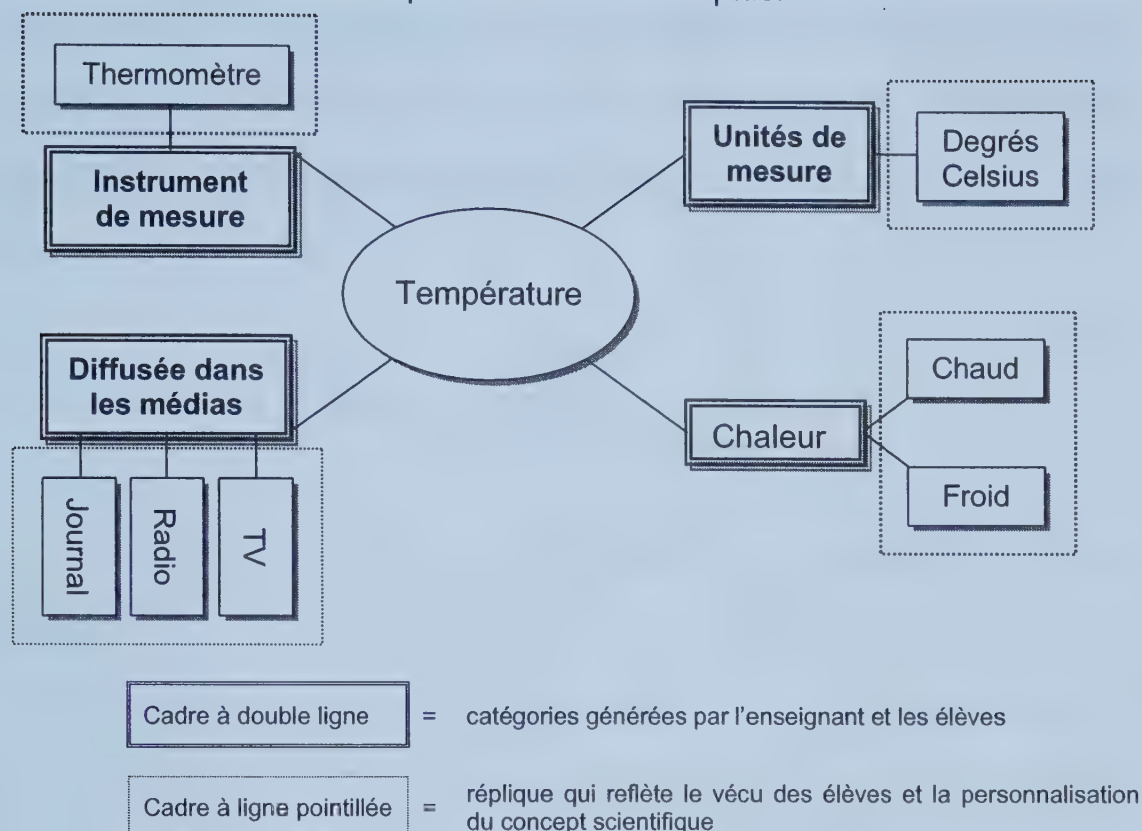 Thermomètre
Instrument
de mesure
Unités de
mesure
Degrés
Celsius
Température
Diffusée dans
les médias
Journal
Radio
TV
Chaleur
Chaud
Froid
Cadre à double ligne = catégories générées par l'enseignant et les élèves
Cadre à ligne pointillée = réplique qui reflète le vécu des élèves et la personnalisation
du concept scientifique